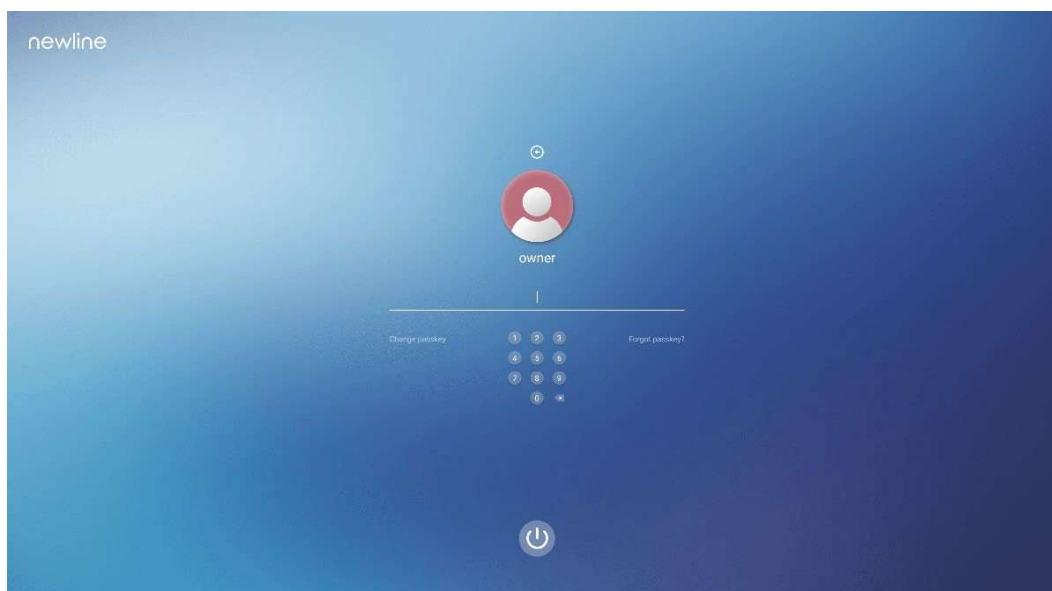 newline
owner
Change passkey
1 2 3
Forgot passkey?
4 5 6
7 8 9
0